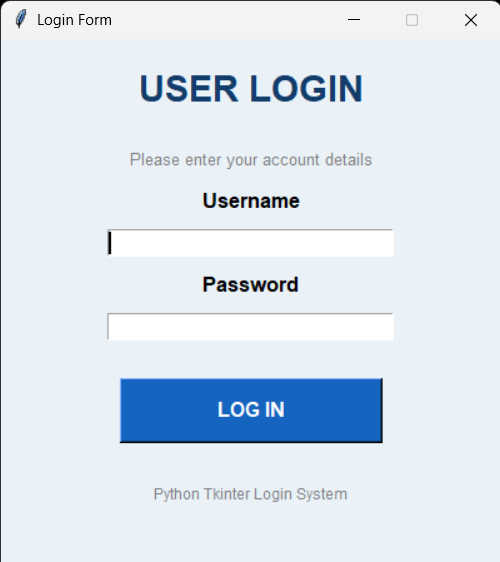 Login Form
USER LOGIN
Please enter your account details
Username
Password
LOG IN
Python Tkinter Login System